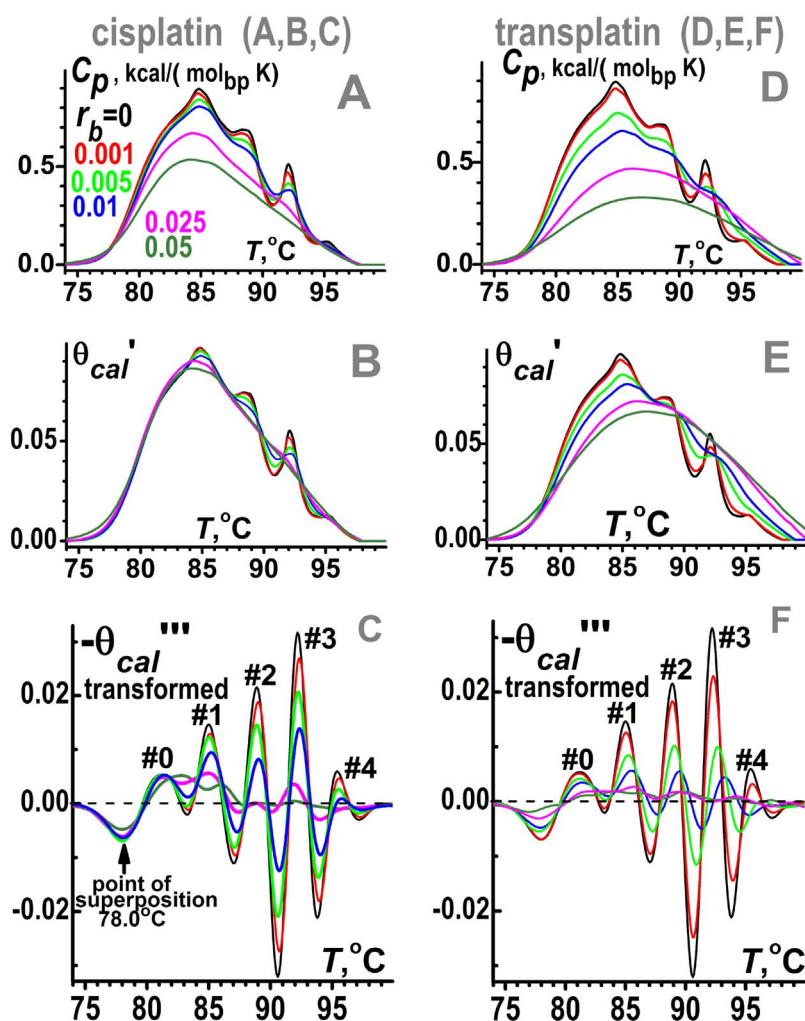 cisplatin (A,B,C)
Cp, kcal/( molbp K)
A
rb=0
0.001
0.005
0.01
0.025
0.05
0.5
0.0
T,°C
75 80 85 90 95
transplatin (D,E,F)
Cp, kcal/( molbp K)
D
0.5
0.0
T,°C
75 80 85 90 95
θcal'
B
0.05
0.00
T,°C
75 80 85 90 95
θcal'
E
0.05
0.00
T,°C
75 80 85 90 95
-θcal'''
transformed
C
#0
#1
#2
#3
#4
0.02
0.00
-0.02
point of
superposition
78.0°C
T,°C
75 80 85 90 95
-θcal'''
transformed
F
#0
#1
#2
#3
#4
0.02
0.00
-0.02
T,°C
75 80 85 90 95